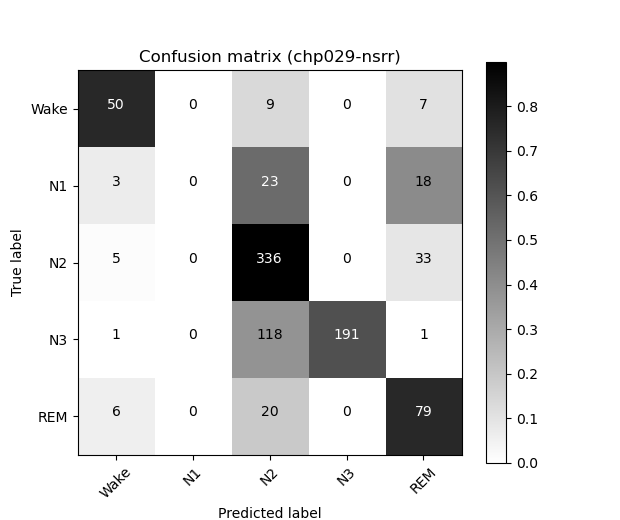 Confusion matrix (chp029-nsrr)
Wake 50 0 9 0 7
N1 3 0 23 0 18
N2 5 0 336 0 33
N3 1 0 118 191 1
REM 6 0 20 0 79
Wake N1 N2 N3 REM
True label
Predicted label
0.8
0.7
0.6
0.5
0.4
0.3
0.2
0.1
0.0